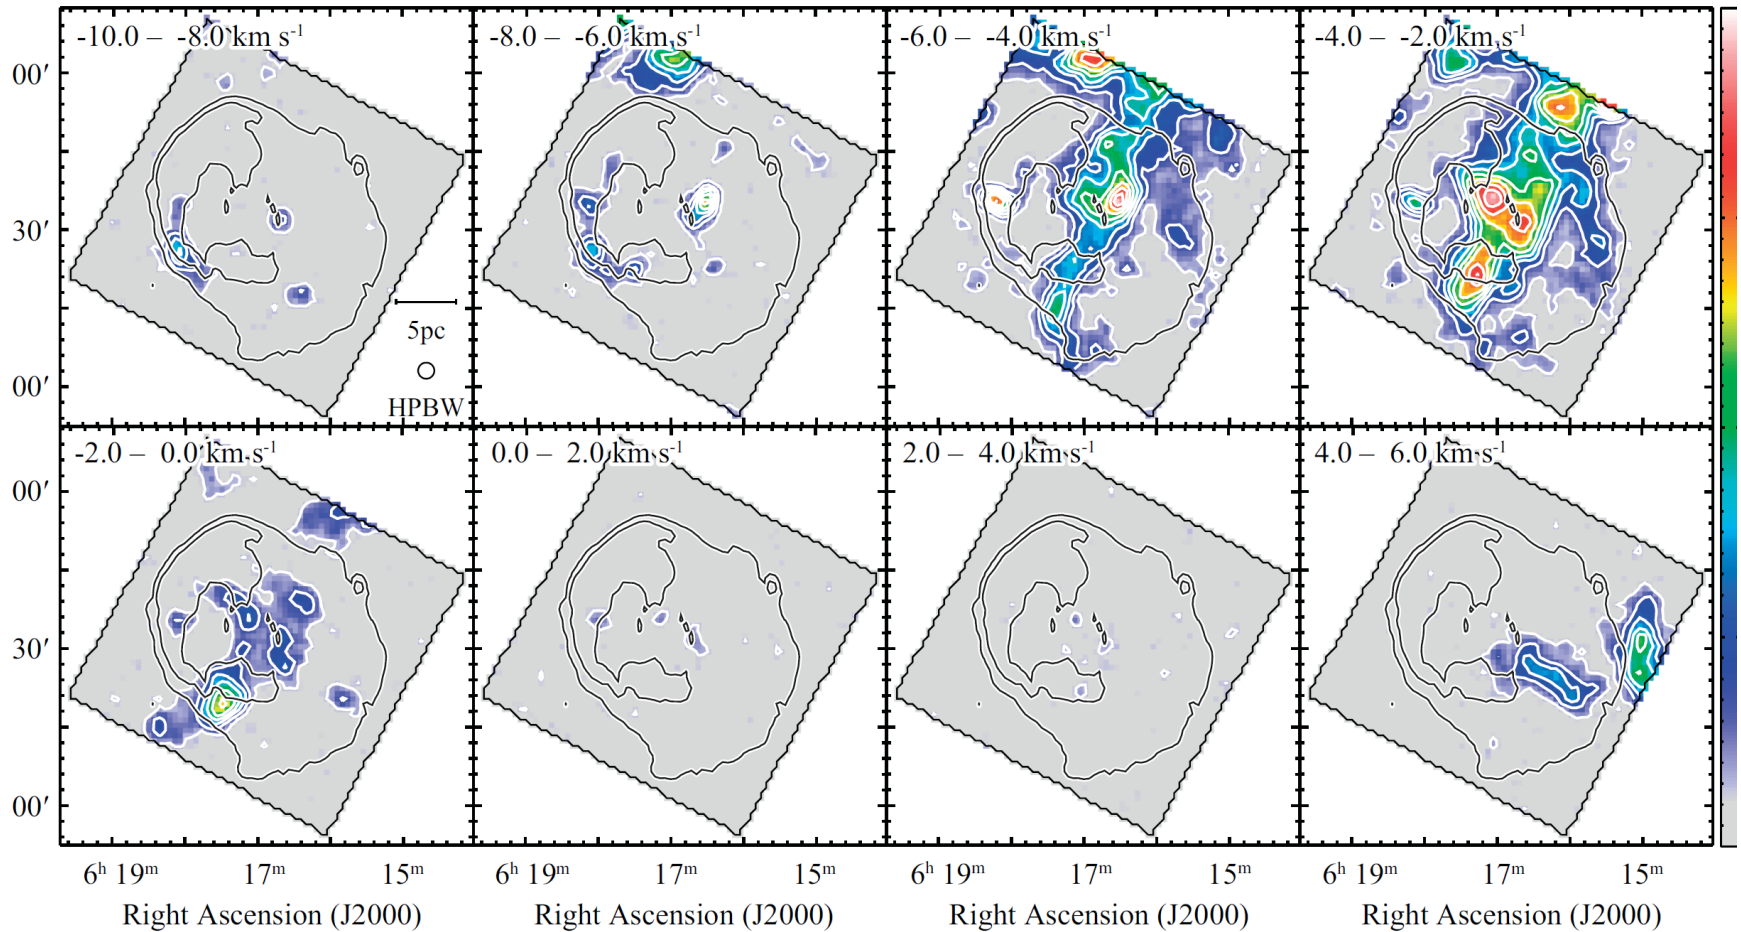 -10.0 – -8.0 km s⁻¹
-8.0 – -6.0 km s⁻¹
-6.0 – -4.0 km s⁻¹
-4.0 – -2.0 km s⁻¹
00′
30′
00′
5pc
HPBW
-2.0 – 0.0 km s⁻¹
0.0 – 2.0 km s⁻¹
2.0 – 4.0 km s⁻¹
4.0 – 6.0 km s⁻¹
00′
30′
00′
6ʰ 19ᵐ 17ᵐ 15ᵐ
6ʰ 19ᵐ 17ᵐ 15ᵐ
6ʰ 19ᵐ 17ᵐ 15ᵐ
6ʰ 19ᵐ 17ᵐ 15ᵐ
Right Ascension (J2000)
Right Ascension (J2000)
Right Ascension (J2000)
Right Ascension (J2000)